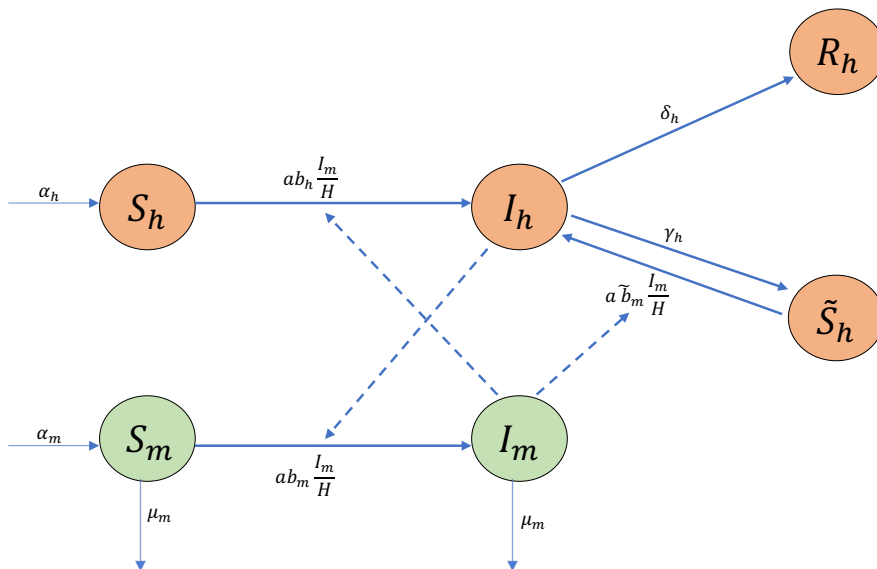 R_h
δ_h
ab_h I_m/H
α_h
S_h
I_h
γ_h
a b̃_m I_m/H
S̃_h
α_m
S_m
I_m
ab_m I_m/H
μ_m
μ_m